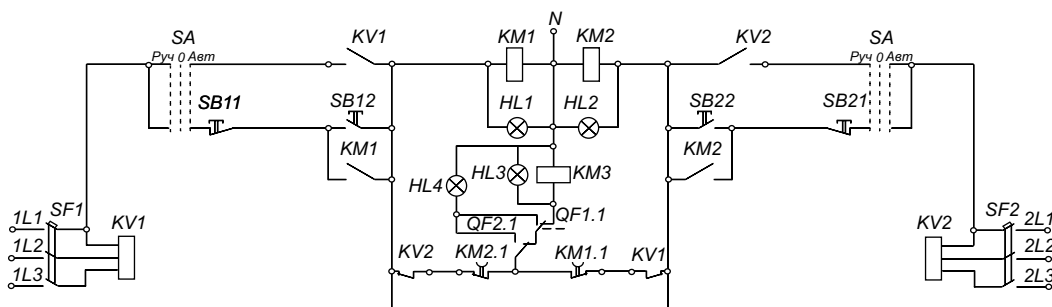 N
SA KV1 KM1 KM2 KV2 SA
Руч 0 Авт Руч 0 Авт
SB11 SB12 HL1 HL2 SB22 SB21
KM1 KM2
HL4 HL3 KM3
1L1 SF1 KV1 QF2.1 QF1.1 KV2 SF2 2L1
1L2 KV2 KM2.1 KM1.1 KV1 2L2
1L3 2L3